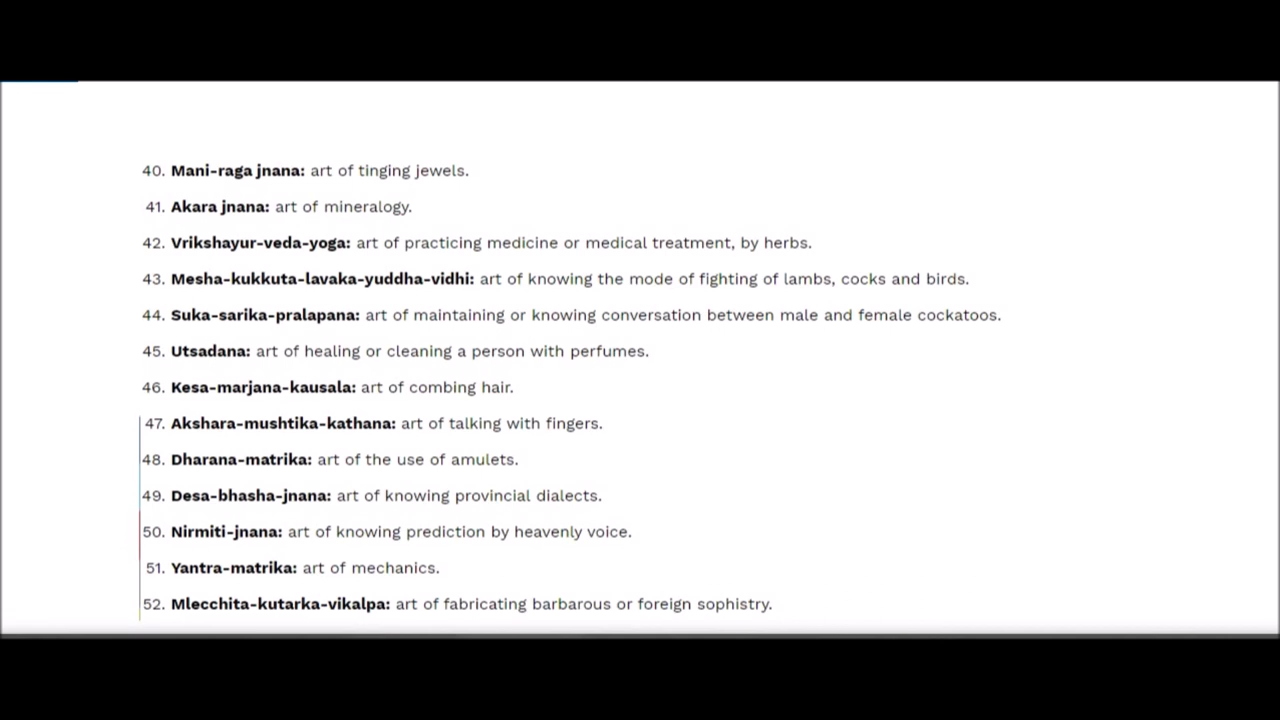 40. Mani-raga jnana: art of tinging jewels.
41. Akara jnana: art of mineralogy.
42. Vrikshayur-veda-yoga: art of practicing medicine or medical treatment, by herbs.
43. Mesha-kukkuta-lavaka-yuddha-vidhi: art of knowing the mode of fighting of lambs, cocks and birds.
44. Suka-sarika-pralapana: art of maintaining or knowing conversation between male and female cockatoos.
45. Utsadana: art of healing or cleaning a person with perfumes.
46. Kesa-marjana-kausala: art of combing hair.
47. Akshara-mushtika-kathana: art of talking with fingers.
48. Dharana-matrika: art of the use of amulets.
49. Desa-bhasha-jnana: art of knowing provincial dialects.
50. Nirmiti-jnana: art of knowing prediction by heavenly voice.
51. Yantra-matrika: art of mechanics.
52. Mlecchita-kutarka-vikalpa: art of fabricating barbarous or foreign sophistry.